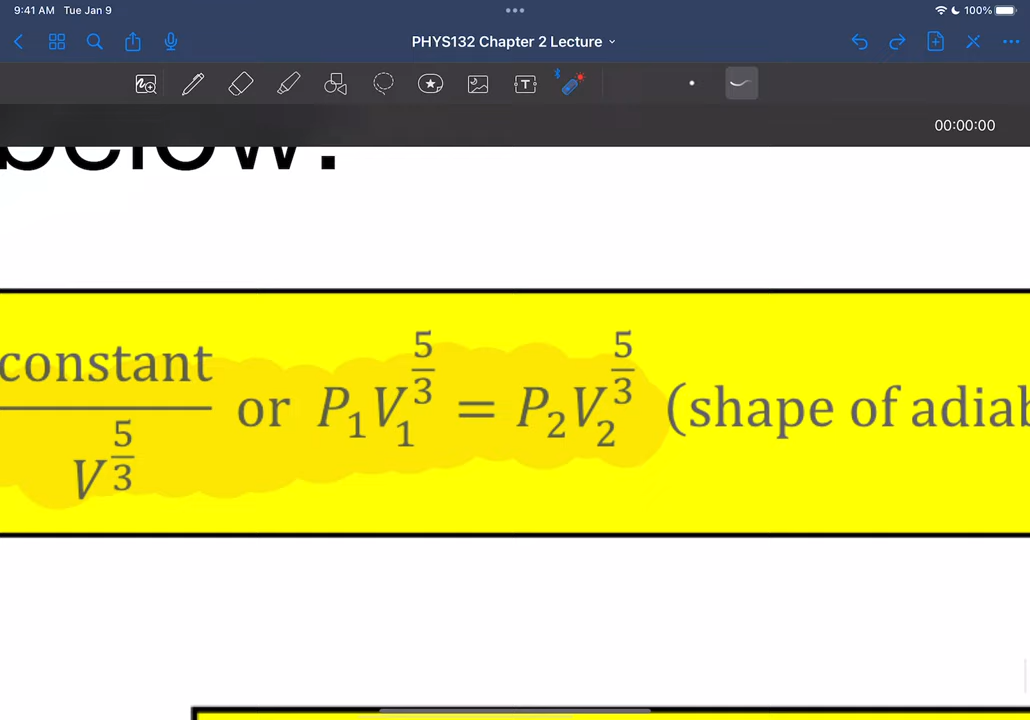 9:41 AM Tue Jan 9
100%
PHYS132 Chapter 2 Lecture
T
00:00:00
below.
constant
V^(5/3)
or P₁V₁^(5/3) = P₂V₂^(5/3) (shape of adiab